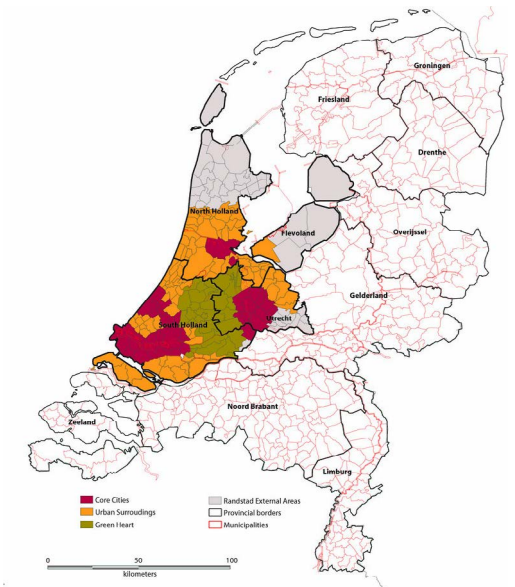 Groningen
Friesland
Drenthe
North Holland
Flevoland
Overijssel
Gelderland
Utrecht
South Holland
Noord Brabant
Zeeland
Limburg
Core Cities
Urban Surroudings
Green Heart
Randstad External Areas
Provincial borders
Municipalities
0 50 100
kilometers